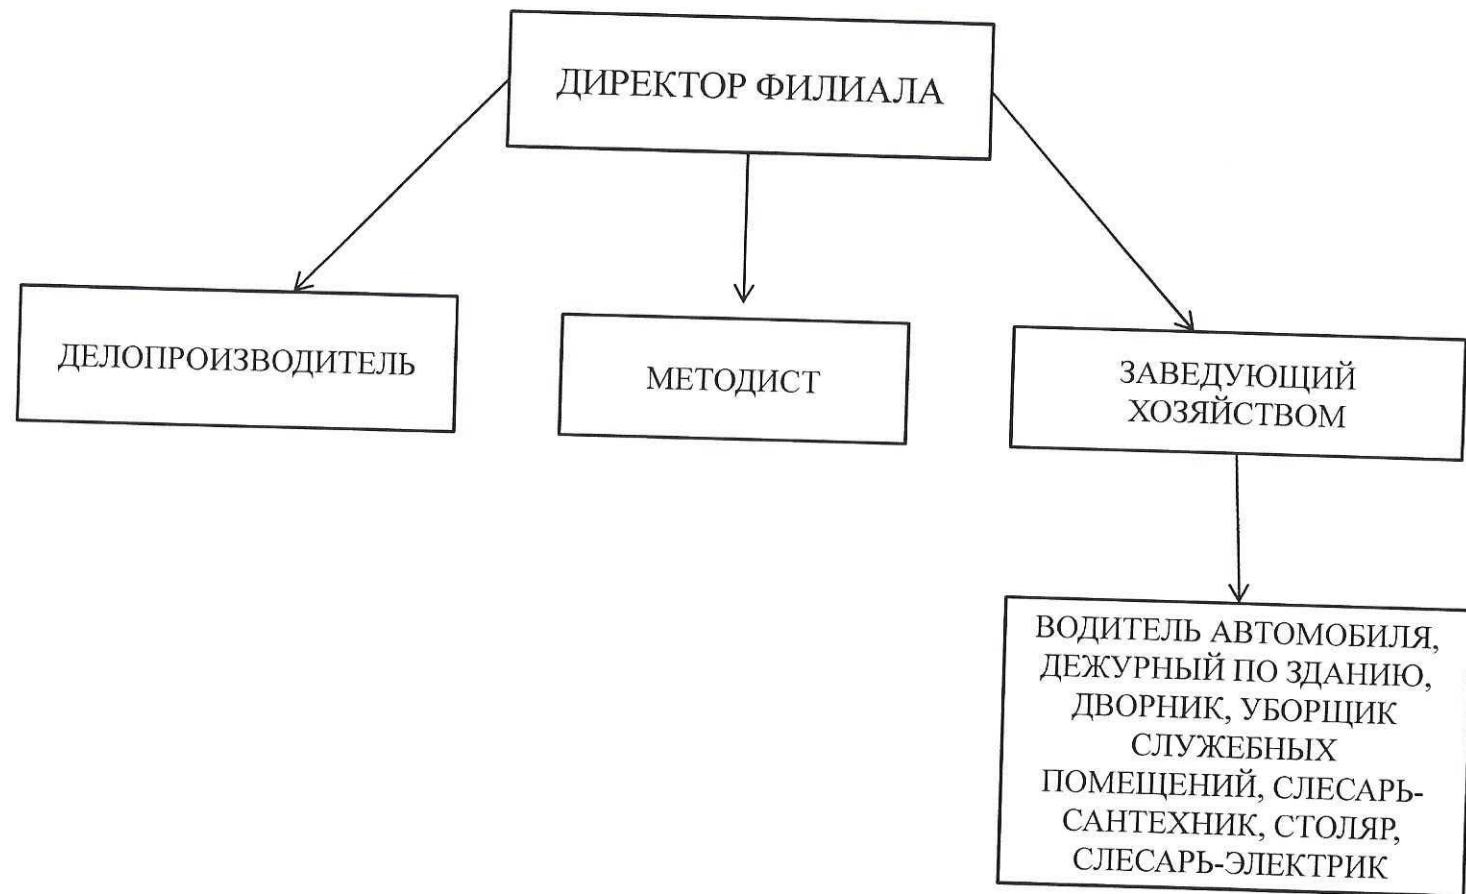 ДИРЕКТОР ФИЛИАЛА
ДЕЛОПРОИЗВОДИТЕЛЬ
МЕТОДИСТ
ЗАВЕДУЮЩИЙ
ХОЗЯЙСТВОМ
ВОДИТЕЛЬ АВТОМОБИЛЯ,
ДЕЖУРНЫЙ ПО ЗДАНИЮ,
ДВОРНИК, УБОРЩИК
СЛУЖЕБНЫХ
ПОМЕЩЕНИЙ, СЛЕСАРЬ-
САНТЕХНИК, СТОЛЯР,
СЛЕСАРЬ-ЭЛЕКТРИК